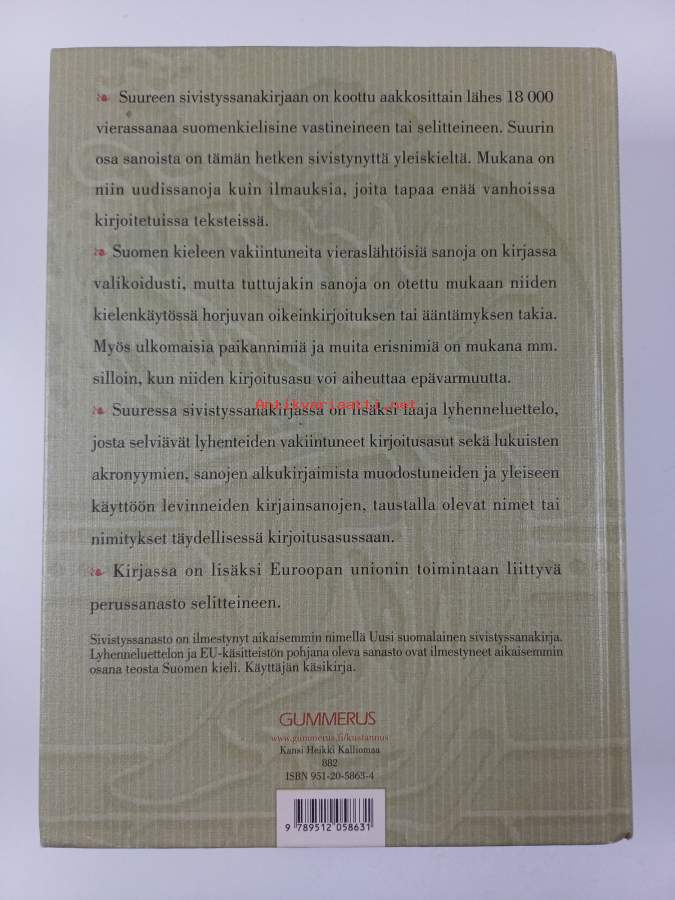 ❧ Suureen sivistyssanakirjaan on koottu aakkosittain lähes 18 000
vierassanaa suomenkielisine vastineineen tai selitteineen. Suurin
osa sanoista on tämän hetken sivistynyttä yleiskieltä. Mukana on
niin uudissanoja kuin ilmauksia, joita tapaa enää vanhoissa
kirjoitetuissa teksteissä.
❧ Suomen kieleen vakiintuneita vieraslähtöisiä sanoja on kirjassa
valikoidusti, mutta tuttujakin sanoja on otettu mukaan niiden
kielenkäytössä horjuvan oikeinkirjoituksen tai ääntämyksen takia.
Myös ulkomaisia paikannimiä ja muita erisnimiä on mukana mm.
silloin, kun niiden kirjoitusasu voi aiheuttaa epävarmuutta.
Antikvariaatti.net
❧ Suuressa sivistyssanakirjassa on lisäksi laaja lyhenneluettelo,
josta selviävät lyhenteiden vakiintuneet kirjoitusasut sekä lukuisten
akronyymien, sanojen alkukirjaimista muodostuneiden ja yleiseen
käyttöön levinneiden kirjainsanojen, taustalla olevat nimet tai
nimitykset täydellisessä kirjoitusasussaan.
❧ Kirjassa on lisäksi Euroopan unionin toimintaan liittyvä
perussanasto selitteineen.
Sivistyssanasto on ilmestynyt aikaisemmin nimellä Uusi suomalainen sivistyssanakirja.
Lyhenneluettelon ja EU-käsitteistön pohjana oleva sanasto ovat ilmestyneet aikaisemmin
osana teosta Suomen kieli. Käyttäjän käsikirja.
GUMMERUS
www.gummerus.fi/kustannus
Kansi Heikki Kalliomaa
882
ISBN 951-20-5863-4
9 789512 058631